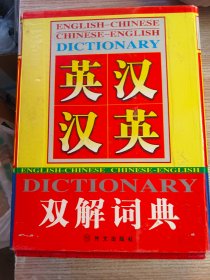 ENGLISH–CHINESE
CHINESE–ENGLISH
DICTIONARY
英汉
汉英
ENGLISH-CHINESE CHINESE-ENGLISH
DICTIONARY
双解词典